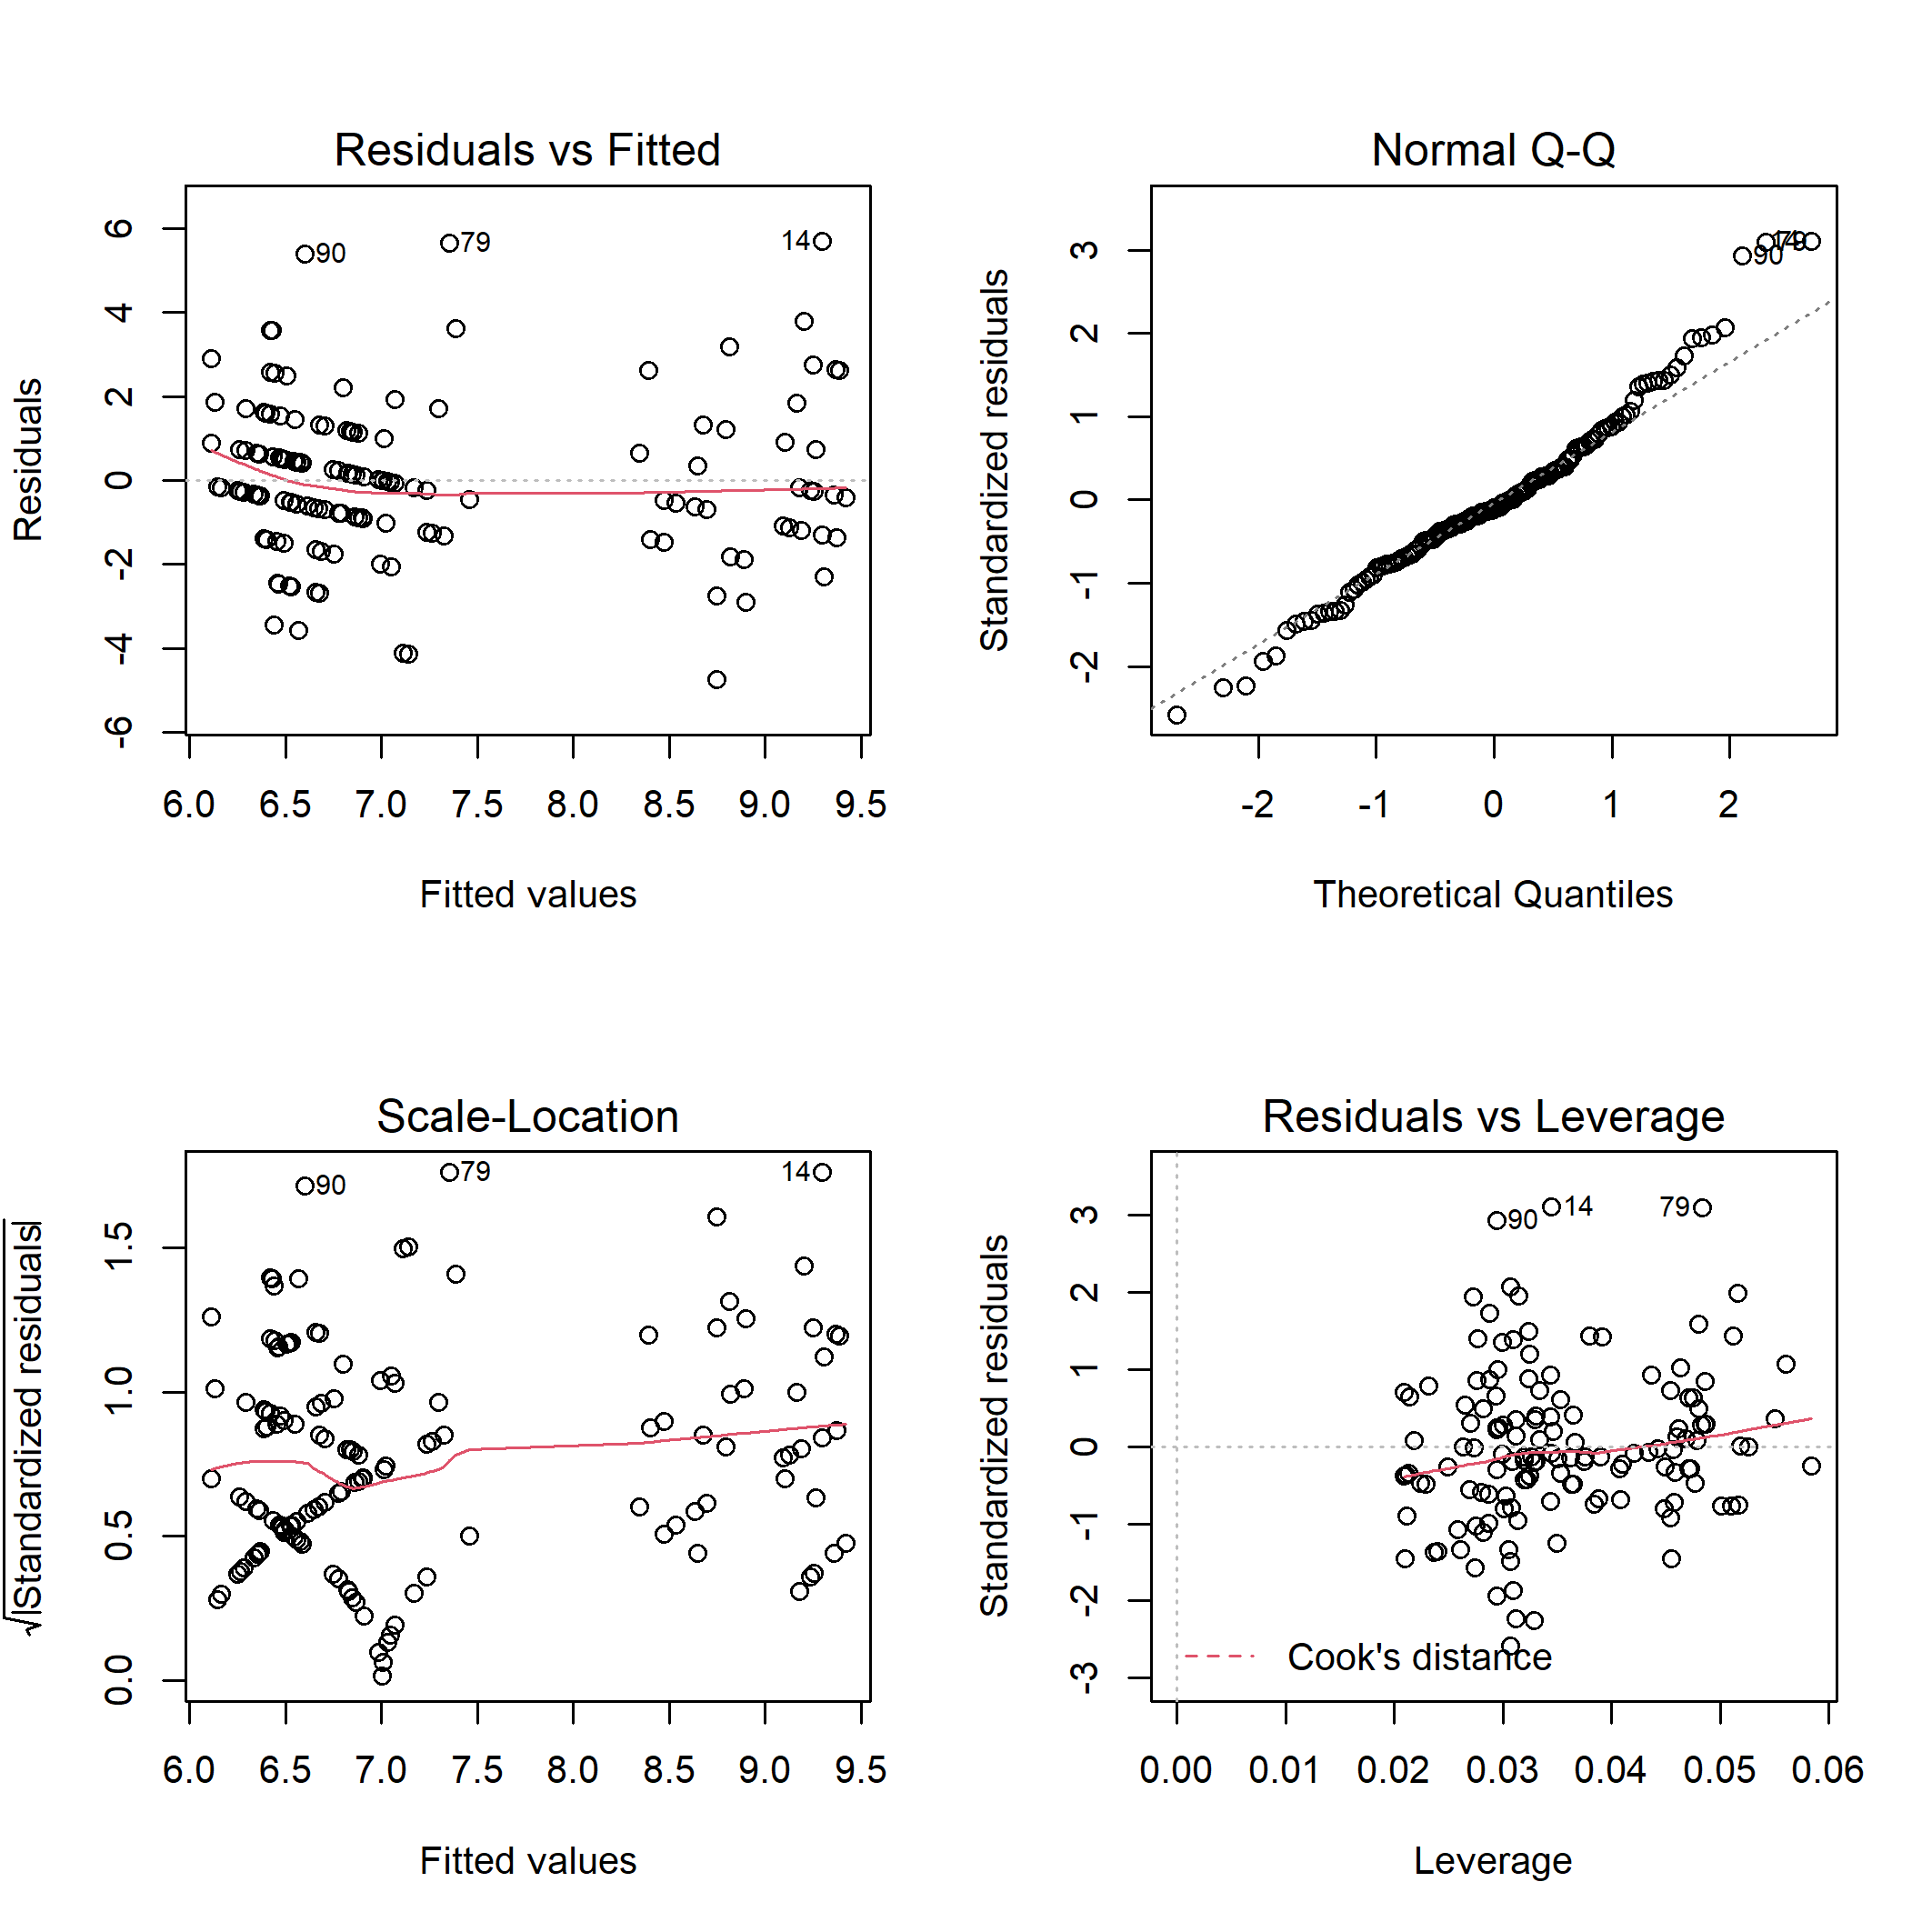 Residuals vs Fitted
Residuals
6
4
2
0
-2
-4
-6
90
79
14
6.0 6.5 7.0 7.5 8.0 8.5 9.0 9.5
Fitted values
Normal Q-Q
Standardized residuals
3
2
1
0
-1
-2
14
79
90
-2 -1 0 1 2
Theoretical Quantiles
Scale-Location
√|Standardized residuals|
1.5
1.0
0.5
0.0
90
79
14
6.0 6.5 7.0 7.5 8.0 8.5 9.0 9.5
Fitted values
Residuals vs Leverage
Standardized residuals
3
2
1
0
-1
-2
-3
90
14
79
Cook's distance
0.00 0.01 0.02 0.03 0.04 0.05 0.06
Leverage